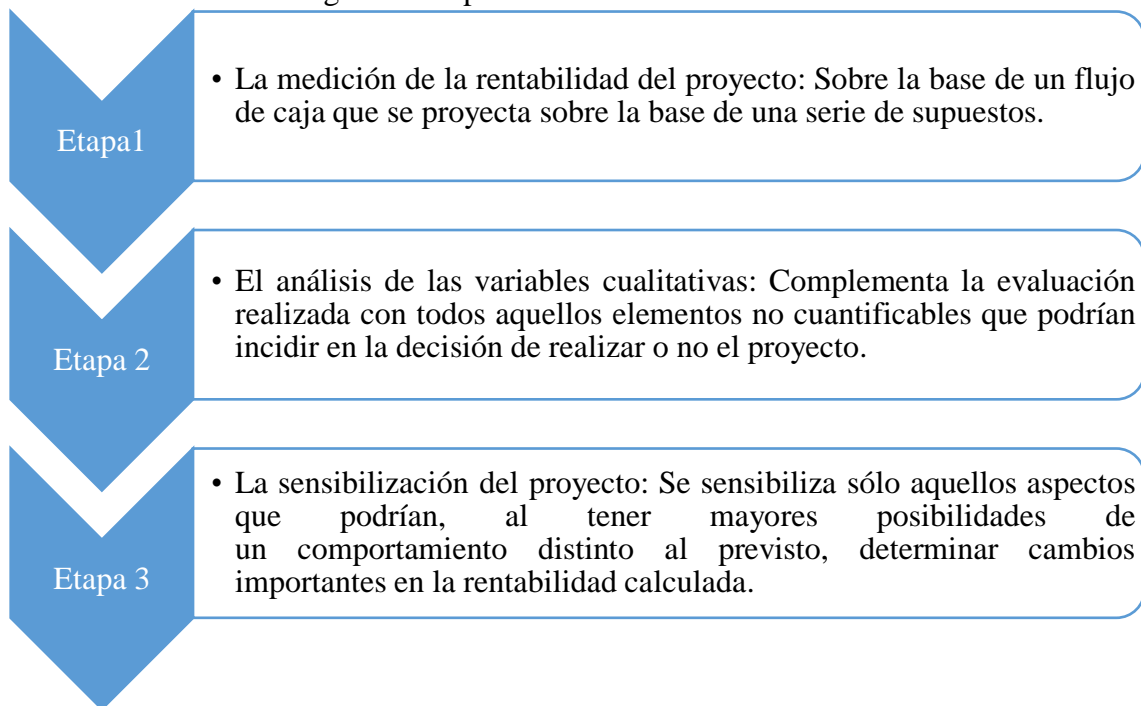 Etapa1
• La medición de la rentabilidad del proyecto: Sobre la base de un flujo
de caja que se proyecta sobre la base de una serie de supuestos.
Etapa 2
• El análisis de las variables cualitativas: Complementa la evaluación
realizada con todos aquellos elementos no cuantificables que podrían
incidir en la decisión de realizar o no el proyecto.
Etapa 3
• La sensibilización del proyecto: Se sensibiliza sólo aquellos aspectos
que podrían, al tener mayores posibilidades de
un comportamiento distinto al previsto, determinar cambios
importantes en la rentabilidad calculada.